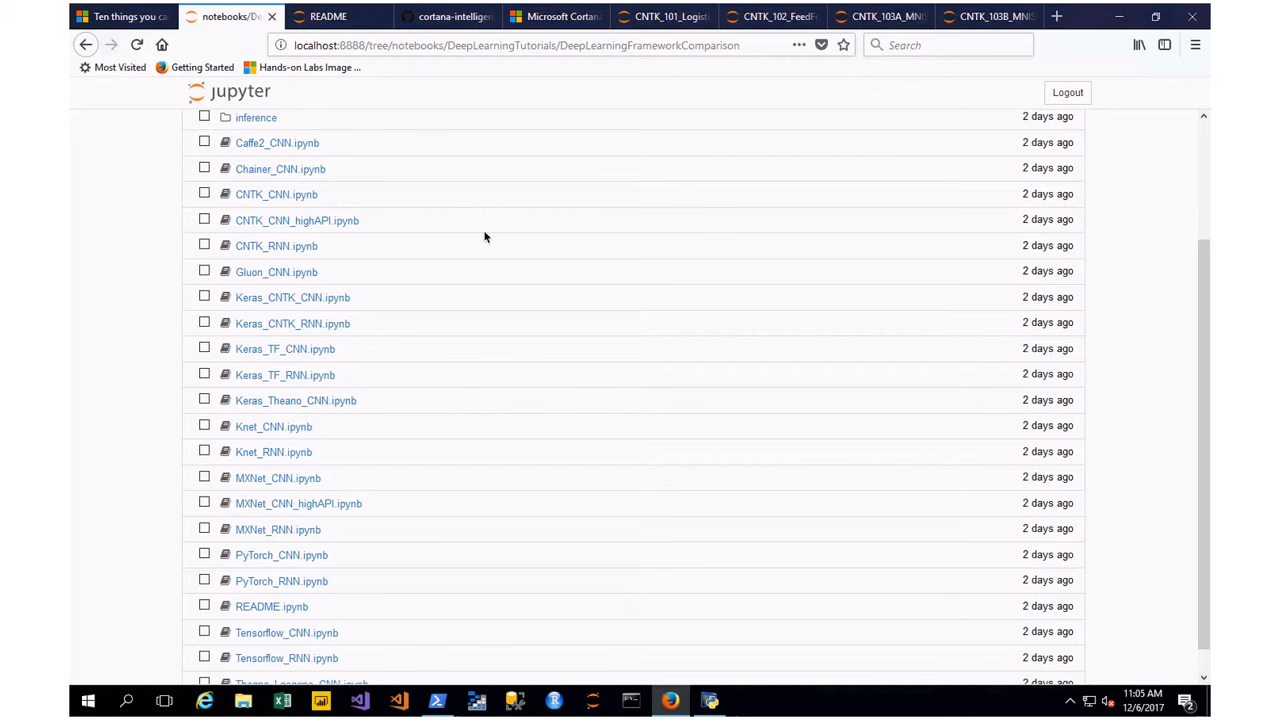 Ten things you ca
notebooks/De
README
cortana-intelligen
Microsoft Cortana
CNTK_101_Logist
CNTK_102_FeedF
CNTK_103A_MNI
CNTK_103B_MNIS
localhost:8888/tree/notebooks/DeepLearningTutorials/DeepLearningFrameworkComparison
Search
Most Visited
Getting Started
Hands-on Labs Image ...
jupyter
Logout
inference 2 days ago
Caffe2_CNN.ipynb 2 days ago
Chainer_CNN.ipynb 2 days ago
CNTK_CNN.ipynb 2 days ago
CNTK_CNN_highAPI.ipynb 2 days ago
CNTK_RNN.ipynb 2 days ago
Gluon_CNN.ipynb 2 days ago
Keras_CNTK_CNN.ipynb 2 days ago
Keras_CNTK_RNN.ipynb 2 days ago
Keras_TF_CNN.ipynb 2 days ago
Keras_TF_RNN.ipynb 2 days ago
Keras_Theano_CNN.ipynb 2 days ago
Knet_CNN.ipynb 2 days ago
Knet_RNN.ipynb 2 days ago
MXNet_CNN.ipynb 2 days ago
MXNet_CNN_highAPI.ipynb 2 days ago
MXNet_RNN.ipynb 2 days ago
PyTorch_CNN.ipynb 2 days ago
PyTorch_RNN.ipynb 2 days ago
README.ipynb 2 days ago
Tensorflow_CNN.ipynb 2 days ago
Tensorflow_RNN.ipynb 2 days ago
11:05 AM
12/6/2017